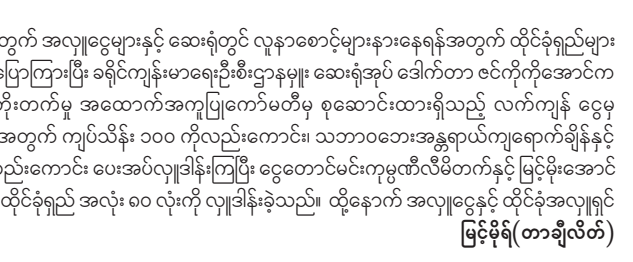 တွက် အလှူငွေများနှင့် ဆေးရုံတွင် လူနာစောင့်များနားနေရန်အတွက် ထိုင်ခုံရှည်များ
ပြောကြားပြီး ခရိုင်ကျန်းမာရေးဦးစီးဌာနမှူး ဆေးရုံအုပ် ဒေါက်တာ ဇင်ကိုကိုအောင်က
တိုးတက်မှု အထောက်အကူပြုကော်မတီမှ စုဆောင်းထားရှိသည့် လက်ကျန် ငွေမှ
အတွက် ကျပ်သိန်း ၁၀၀ ကိုလည်းကောင်း၊ သဘာဝဘေးအန္တရာယ်ကျရောက်ချိန်နှင့်
ည်းကောင်း ပေးအပ်လှူဒါန်းကြပြီး ငွေတောင်မင်းကုမ္ပဏီလီမိတက်နှင့် မြင့်မိုးအောင်
ထိုင်ခုံရှည် အလုံး ၈၀ လုံးကို လှူဒါန်းခဲ့သည်။ ထို့နောက် အလှူငွေနှင့် ထိုင်ခုံအလှူရှင်
မြင့်မိုရ်(တာချီလိတ်)